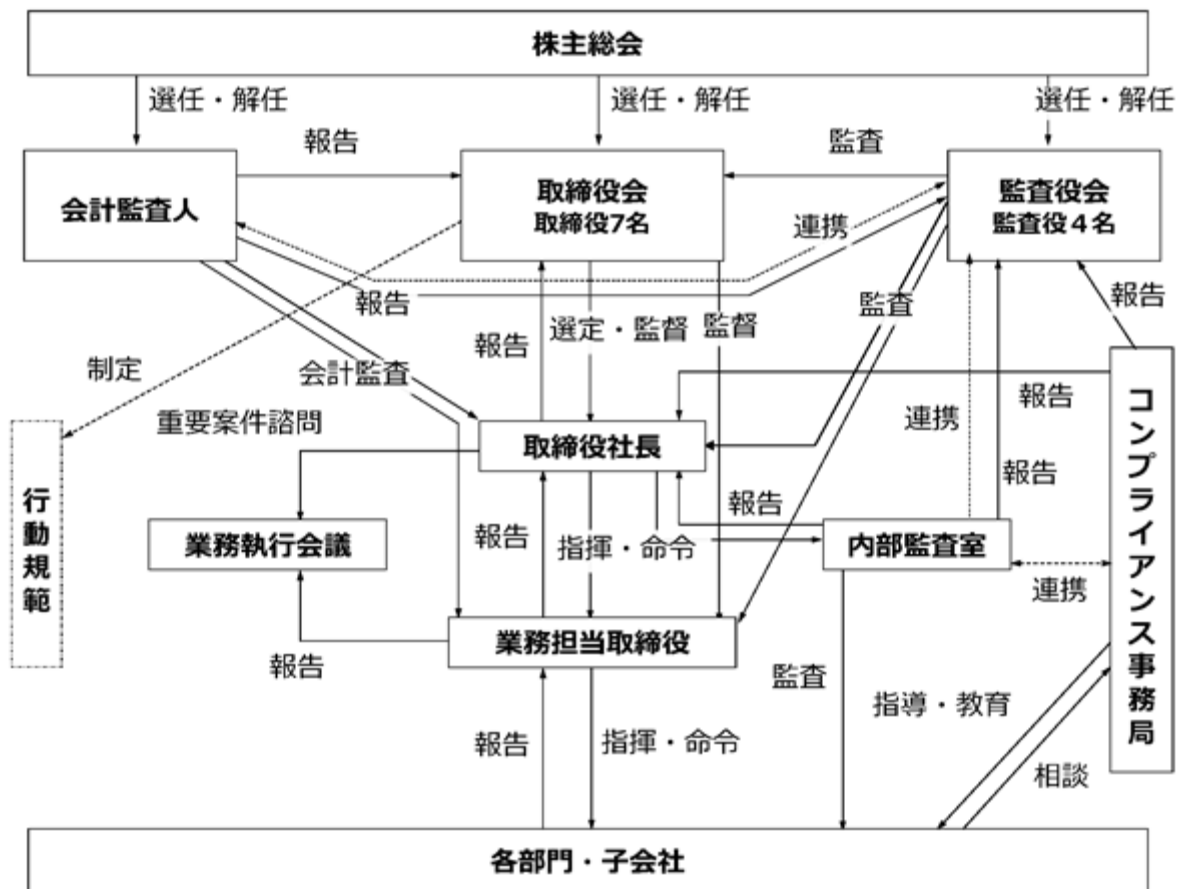 株主総会
選任・解任
選任・解任
選任・解任
報告
監査
会計監査人
取締役会
取締役7名
監査役会
監査役4名
連携
報告
監査
報告
選定・監督
監督
報告
制定
会計監査
報告
重要案件諮問
連携
取締役社長
行動規範
コンプライアンス事務局
報告
報告
業務執行会議
報告
指揮・命令
内部監査室
連携
業務担当取締役
報告
監査
指導・教育
報告
指揮・命令
相談
各部門・子会社